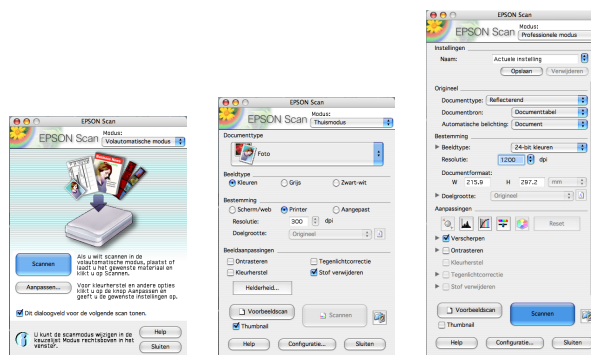 EPSON Scan
EPSON Scan
Modus:
Volautomatische modus
Scannen
Als u wilt scannen in de
volautomatische modus, plaatst of
laadt u het gewenste materiaal en
klikt u op Scannen.
Aanpassen...
Voor kleurherstel en andere opties
klikt u op de knop Aanpassen en
geeft u de gewenste instellingen op.
Dit dialoogveld voor de volgende scan tonen.
U kunt de scanmodus wijzigen in de
keuzelijst Modus rechtsboven in het
venster.
Help
Sluiten
EPSON Scan
EPSON Scan
Modus:
Thuismodus
Documenttype
Foto
Beeldtype
Kleuren
Grijs
Zwart-wit
Bestemming
Scherm/web
Printer
Aangepast
Resolutie:
300
dpi
Doelgrootte:
Origineel
Beeldaanpassingen
Ontrasteren
Tegenlichtcorrectie
Kleurherstel
Stof verwijderen
Helderheid...
Voorbeeldscan
Scannen
Thumbnail
Help
Configuratie...
Sluiten
EPSON Scan
EPSON Scan
Modus:
Professionele modus
Instellingen
Naam:
Actuele instelling
Opslaan
Verwijderen
Origineel
Documenttype:
Reflecterend
Documentbron:
Documenttabel
Automatische belichting:
Document
Bestemming
Beeldtype:
24-bit kleuren
Resolutie:
1200
dpi
Documentformaat:
W
215.9
H
297.2
mm
Doelgrootte:
Origineel
Aanpassingen
Reset
Verscherpen
Ontrasteren
Kleurherstel
Tegenlichtcorrectie
Stof verwijderen
Voorbeeldscan
Scannen
Thumbnail
Help
Configuratie...
Sluiten